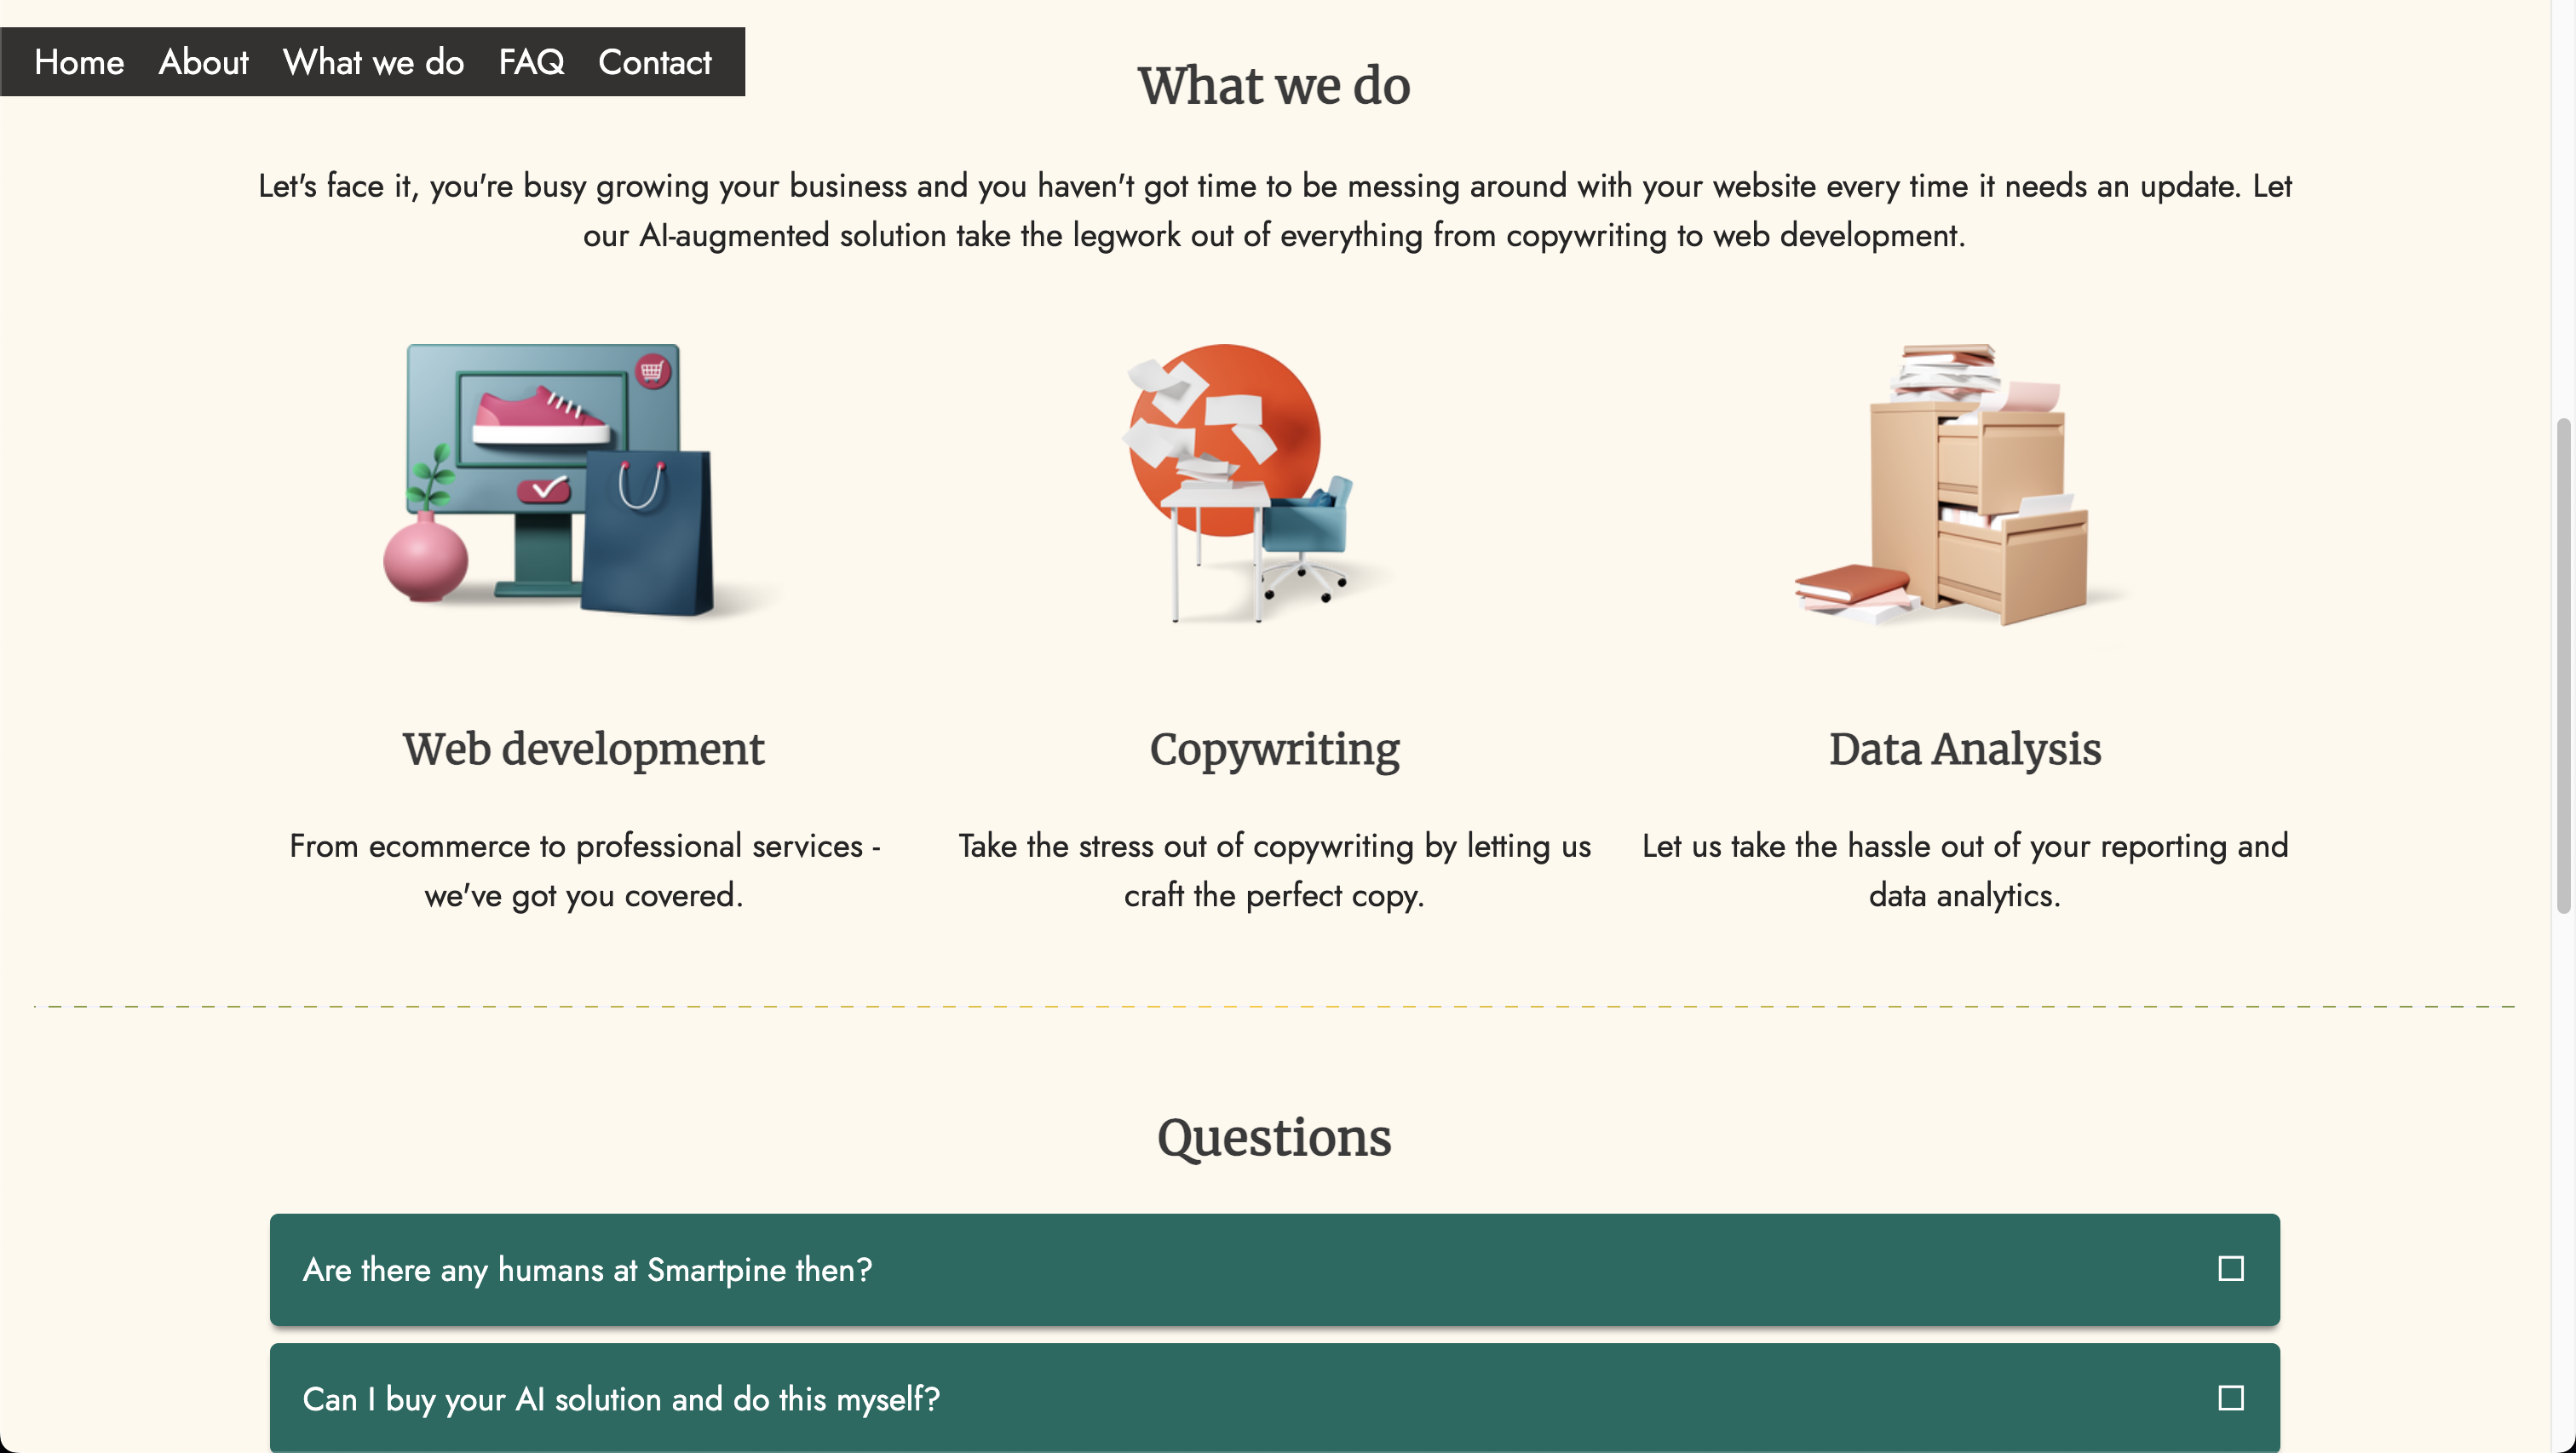 Home About What we do FAQ Contact
What we do
Let's face it, you're busy growing your business and you haven't got time to be messing around with your website every time it needs an update. Let
our AI-augmented solution take the legwork out of everything from copywriting to web development.
Web development
From ecommerce to professional services -
we've got you covered.
Copywriting
Take the stress out of copywriting by letting us
craft the perfect copy.
Data Analysis
Let us take the hassle out of your reporting and
data analytics.
Questions
Are there any humans at Smartpine then?
Can I buy your AI solution and do this myself?